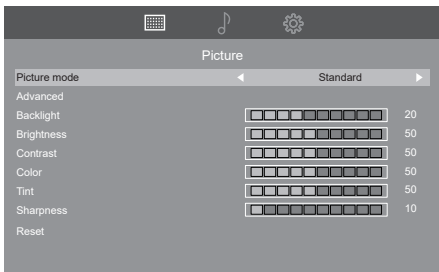 Picture
Picture mode Standard
Advanced
Backlight 20
Brightness 50
Contrast 50
Color 50
Tint 50
Sharpness 10
Reset